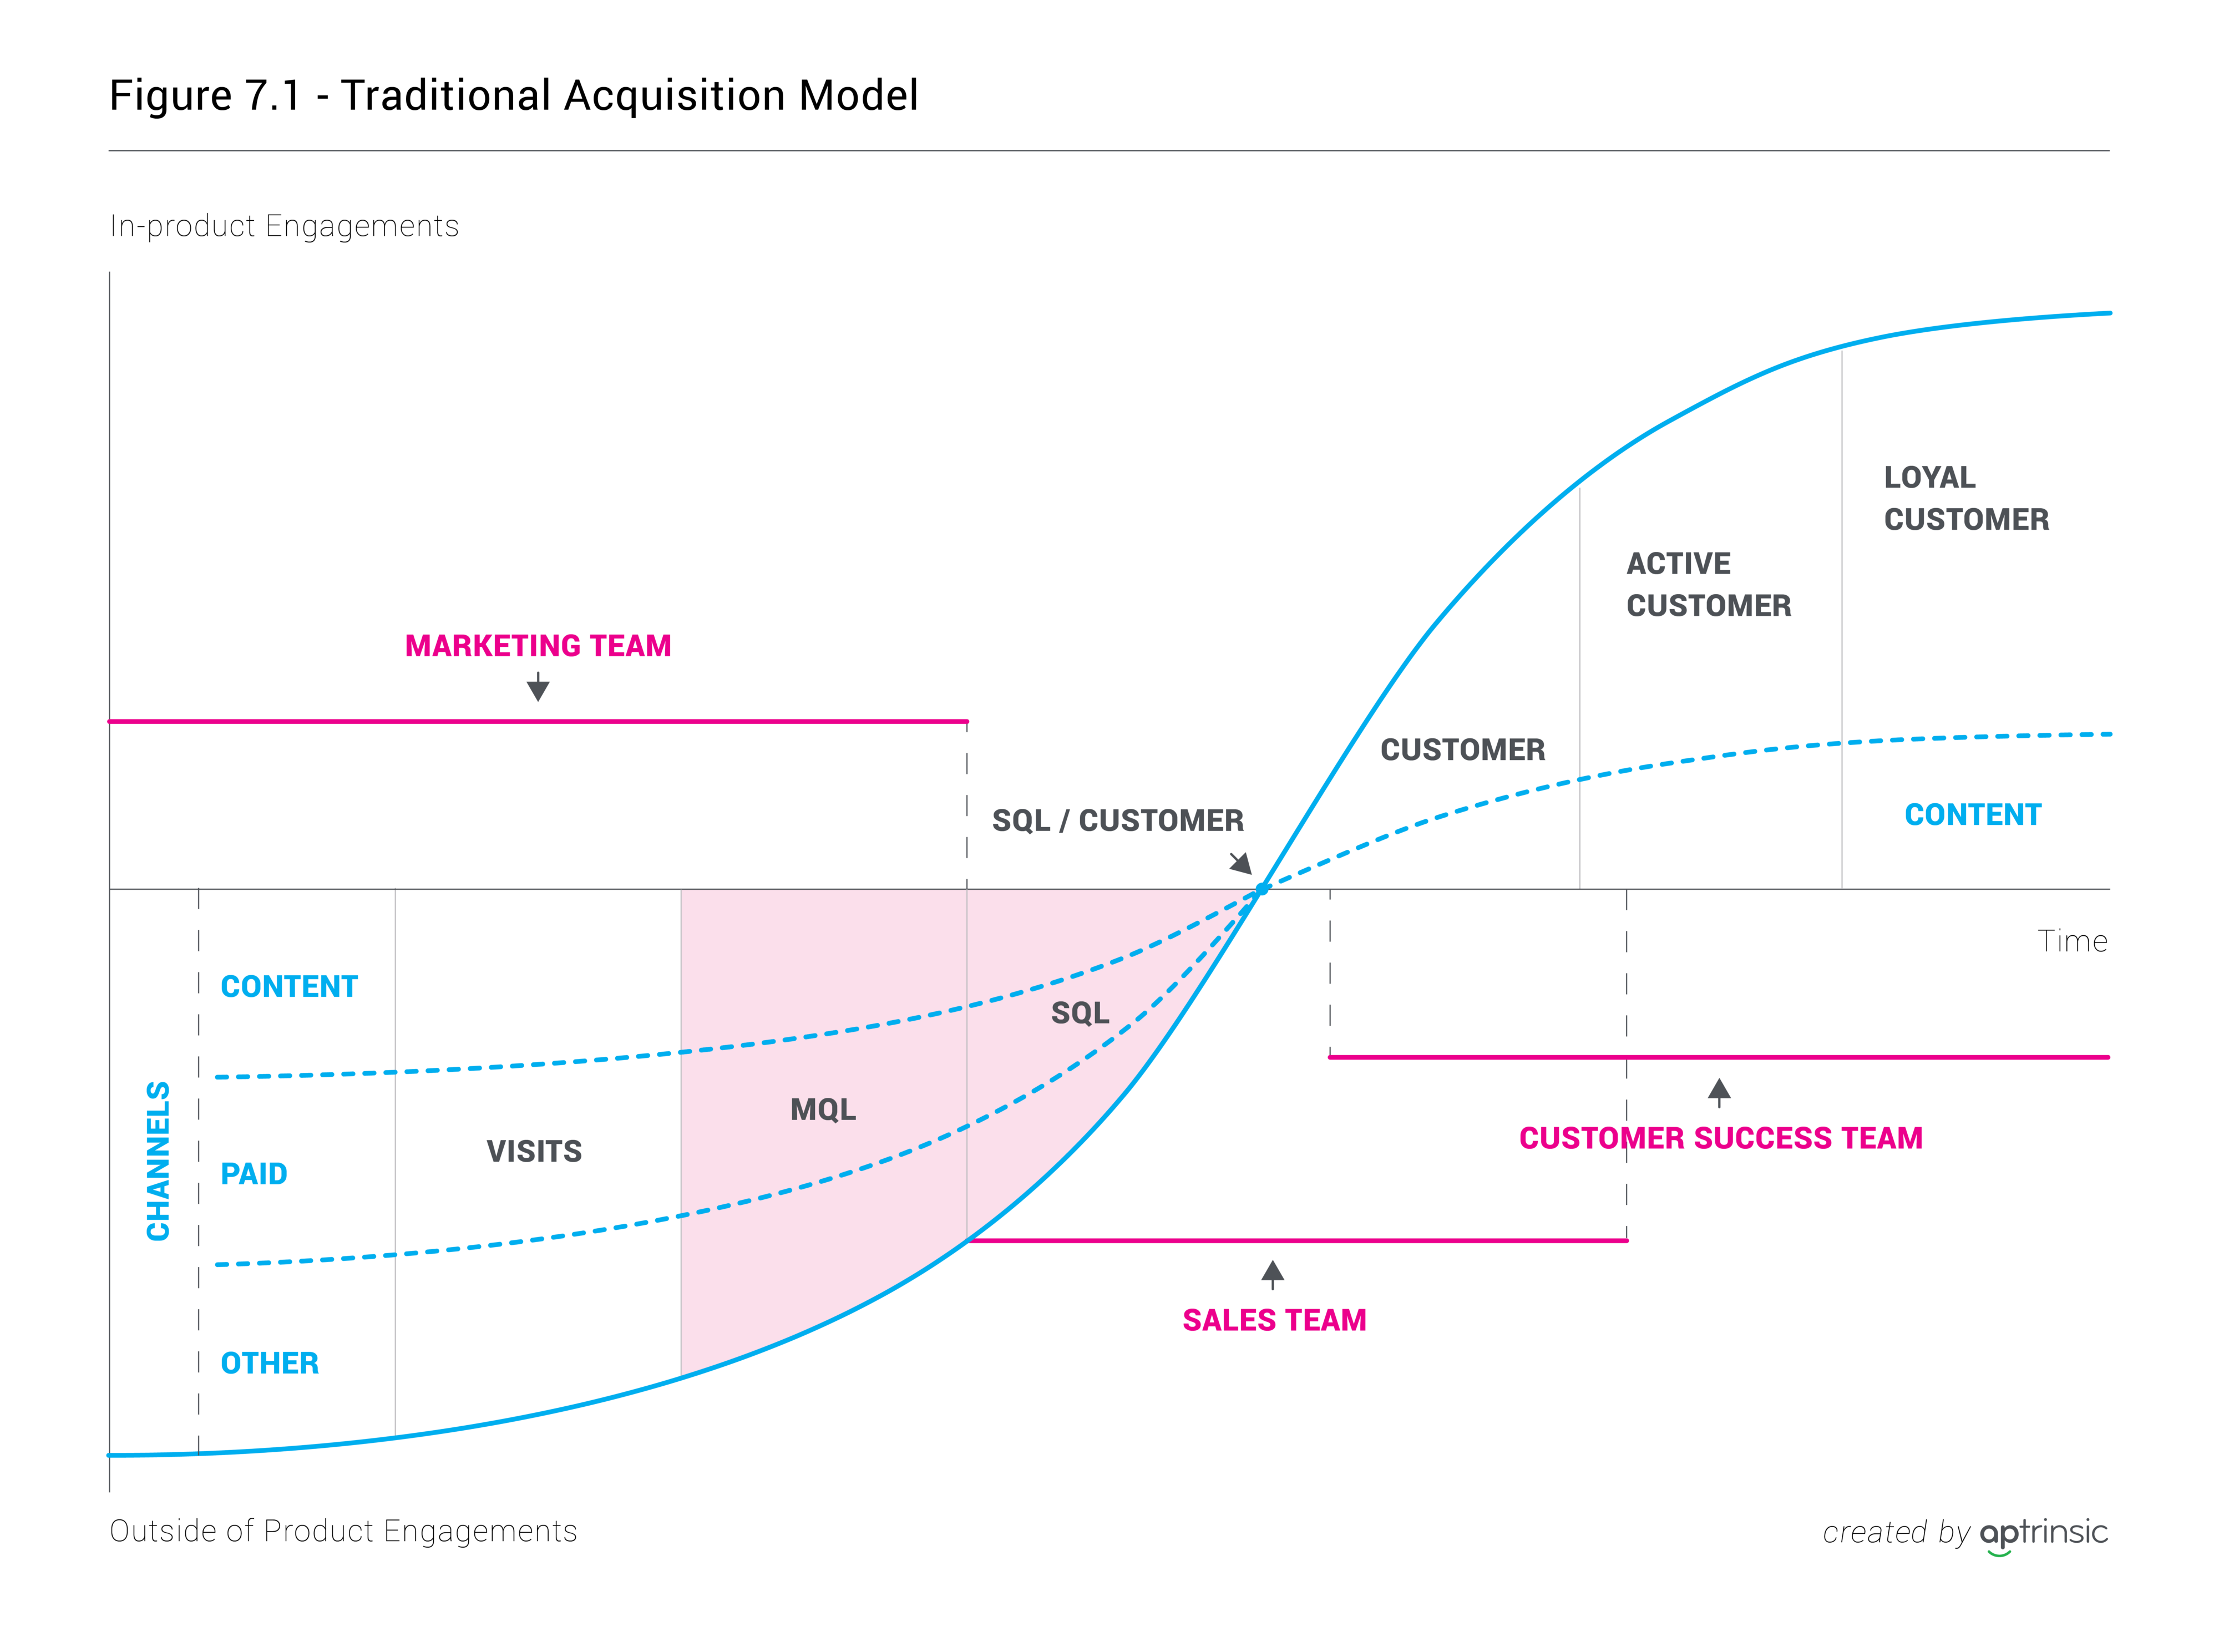 Figure 7.1 - Traditional Acquisition Model
In-product Engagements
LOYAL
CUSTOMER
ACTIVE
CUSTOMER
MARKETING TEAM
CUSTOMER
SQL / CUSTOMER
CONTENT
Time
CONTENT
SQL
CHANNELS
MQL
VISITS
PAID
CUSTOMER SUCCESS TEAM
SALES TEAM
OTHER
Outside of Product Engagements
created by aptrinsic